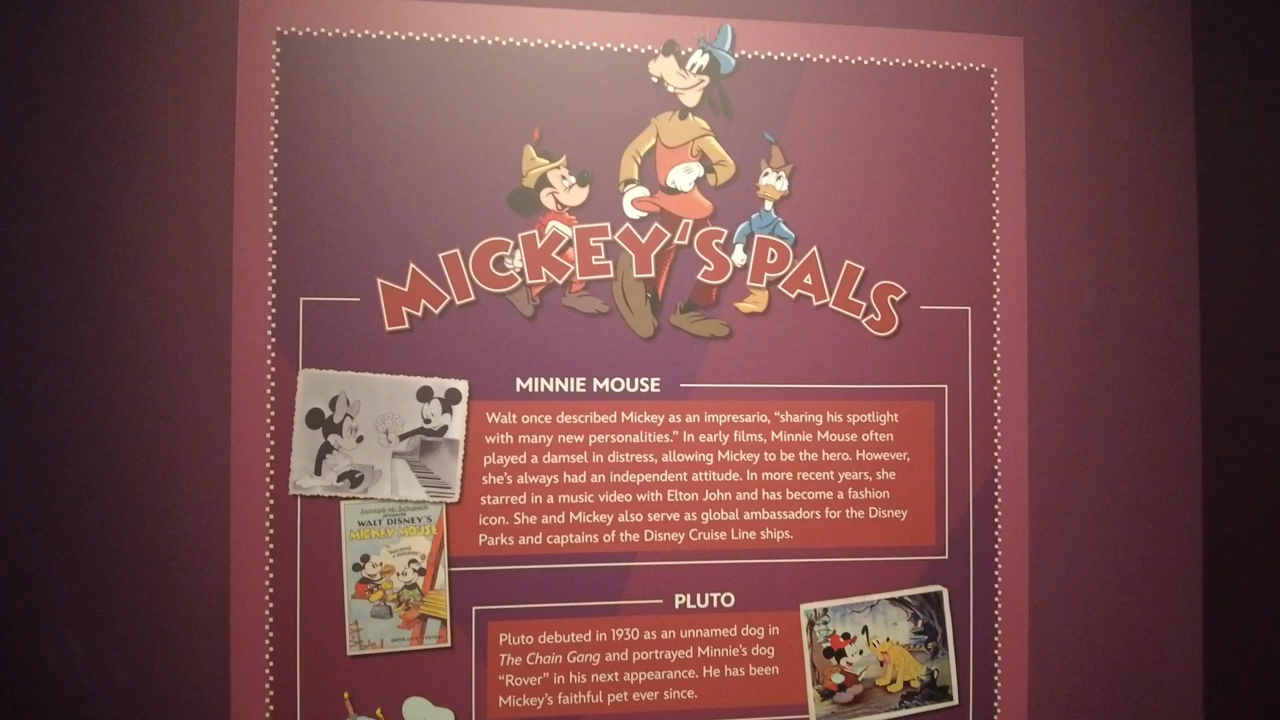 MICKEY'S PALS
MINNIE MOUSE
Walt once described Mickey as an impresario, “sharing his spotlight
with many new personalities.” In early films, Minnie Mouse often
played a damsel in distress, allowing Mickey to be the hero. However,
she’s always had an independent attitude. In more recent years, she
starred in a music video with Elton John and has become a fashion
icon. She and Mickey also serve as global ambassadors for the Disney
Parks and captains of the Disney Cruise Line ships.
Joseph M. Schenck
presents
WALT DISNEY'S
MICKEY MOUSE
PLUTO
Pluto debuted in 1930 as an unnamed dog in
The Chain Gang and portrayed Minnie’s dog
“Rover” in his next appearance. He has been
Mickey’s faithful pet ever since.